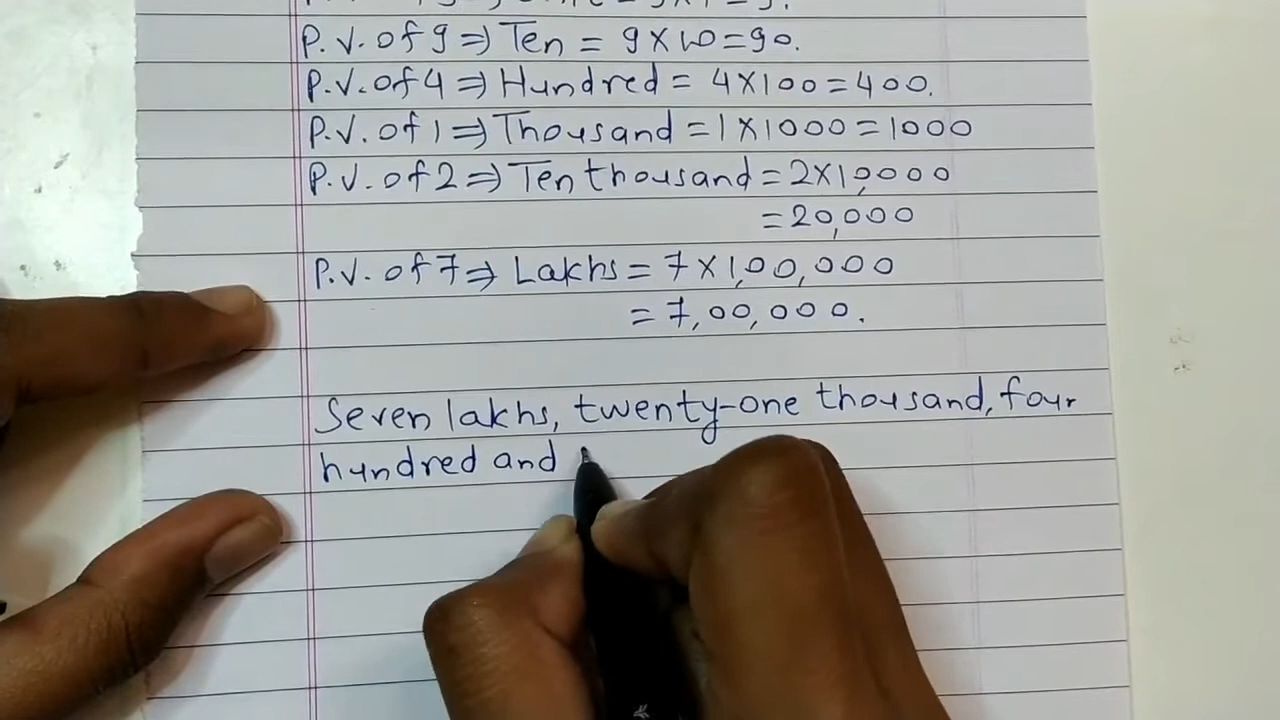 P.V. of 9 ⇒ Ten = 9×10=90.
P.V. of 4 ⇒ Hundred = 4×100=400.
P.V. of 1 ⇒ Thousand = 1×1000=1000
P.V. of 2 ⇒ Ten thousand = 2×10,000
= 20,000
P.V. of 7 ⇒ Lakhs = 7×1,00,000
= 7,00,000.
Seven lakhs, twenty-one thousand, four
hundred and